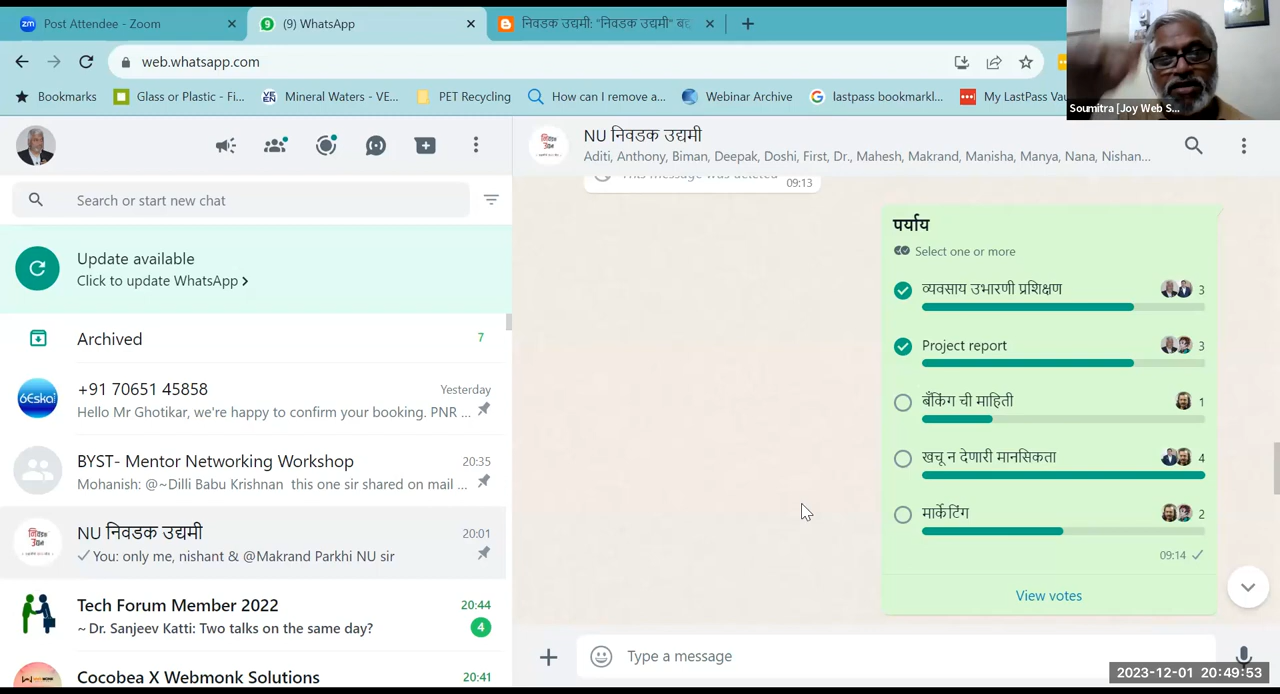 Post Attendee - Zoom
(9) WhatsApp
निवडक उद्यमी: "निवडक उद्यमी" बह
web.whatsapp.com
Bookmarks
Glass or Plastic - Fi...
Mineral Waters - VE...
PET Recycling
How can I remove a...
Webinar Archive
lastpass bookmarkl...
My LastPass Vau
Soumitra [Joy Web S...
NU निवडक उद्यमी
Aditi, Anthony, Biman, Deepak, Doshi, First, Dr., Mahesh, Makrand, Manisha, Manya, Nana, Nishan...
Search or start new chat
Update available
Click to update WhatsApp
Archived
7
+91 70651 45858
Yesterday
Hello Mr Ghotikar, we're happy to confirm your booking. PNR ...
BYST- Mentor Networking Workshop
20:35
Mohanish: @~Dilli Babu Krishnan this one sir shared on mail ...
NU निवडक उद्यमी
20:01
You: only me, nishant & @Makrand Parkhi NU sir
Tech Forum Member 2022
20:44
~ Dr. Sanjeev Katti: Two talks on the same day?
4
Cocobea X Webmonk Solutions
20:41
This message was deleted
09:13
पर्याय
Select one or more
व्यवसाय उभारणी प्रशिक्षण
3
Project report
3
बँकिंग ची माहिती
1
खचू न देणारी मानसिकता
4
मार्केटिंग
2
09:14
View votes
Type a message
2023-12-01 20:49:53